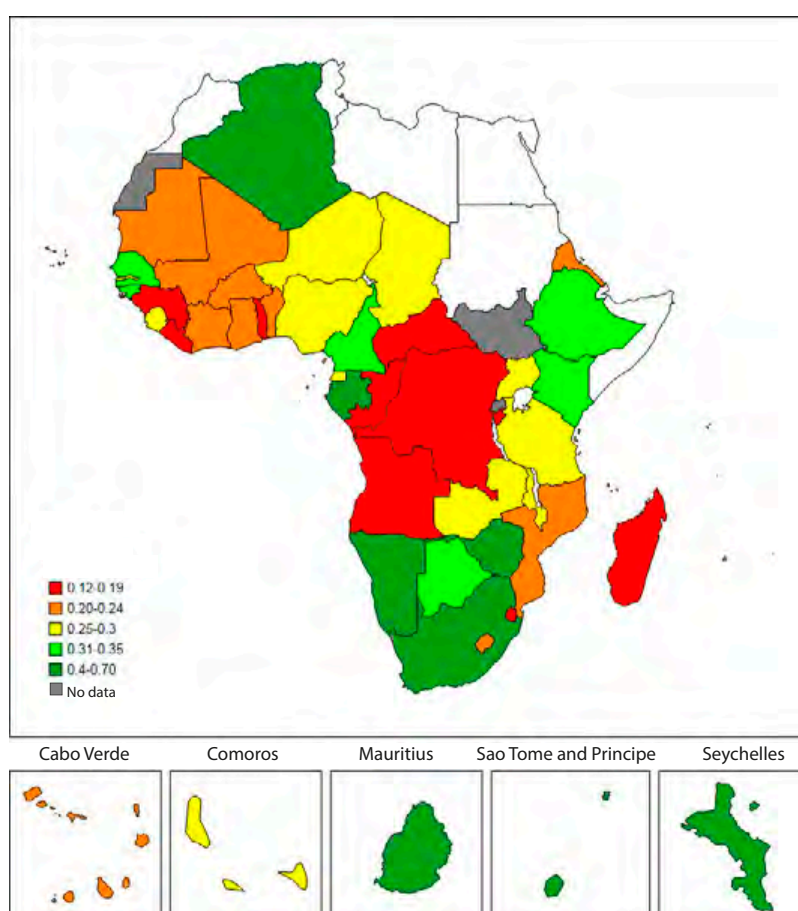 0.12-0.19
0.20-0.24
0.25-0.3
0.31-0.35
0.4-0.70
No data
Cabo Verde
Comoros
Mauritius
Sao Tome and Principe
Seychelles